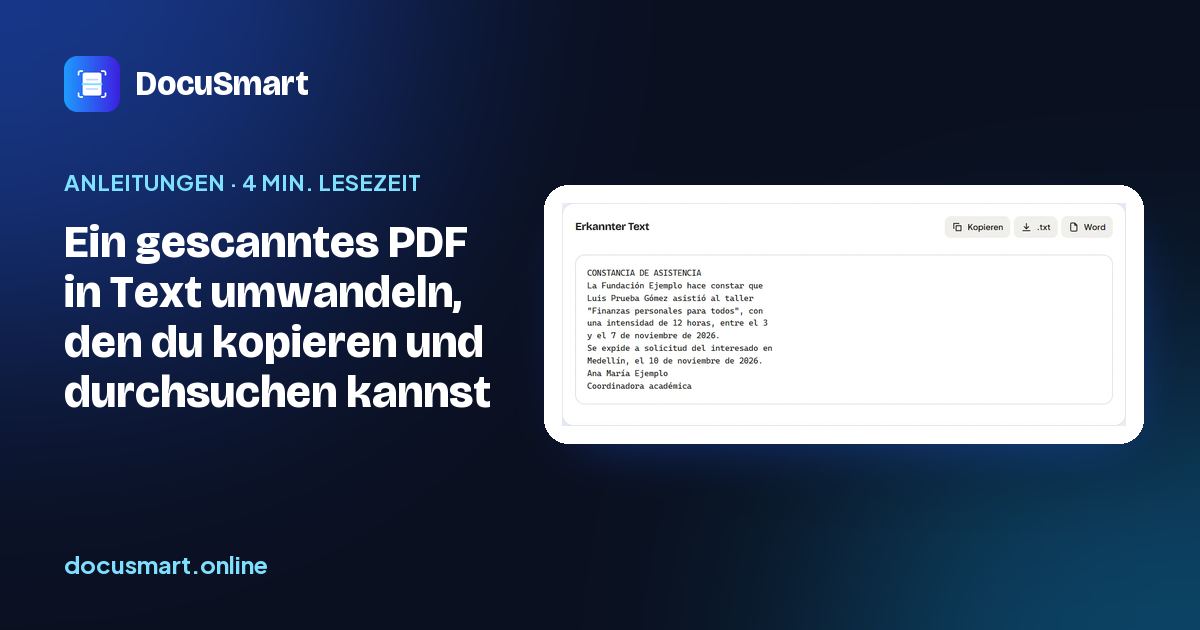 DocuSmart
ANLEITUNGEN · 4 MIN. LESEZEIT
Ein gescanntes PDF
in Text umwandeln,
den du kopieren und
durchsuchen kannst
docusmart.online
Erkannter Text
Kopieren
.txt
Word
CONSTANCIA DE ASISTENCIA
La Fundación Ejemplo hace constar que
Luis Prueba Gómez asistió al taller
"Finanzas personales para todos", con
una intensidad de 12 horas, entre el 3
y el 7 de noviembre de 2026.
Se expide a solicitud del interesado en
Medellín, el 10 de noviembre de 2026.
Ana María Ejemplo
Coordinadora académica